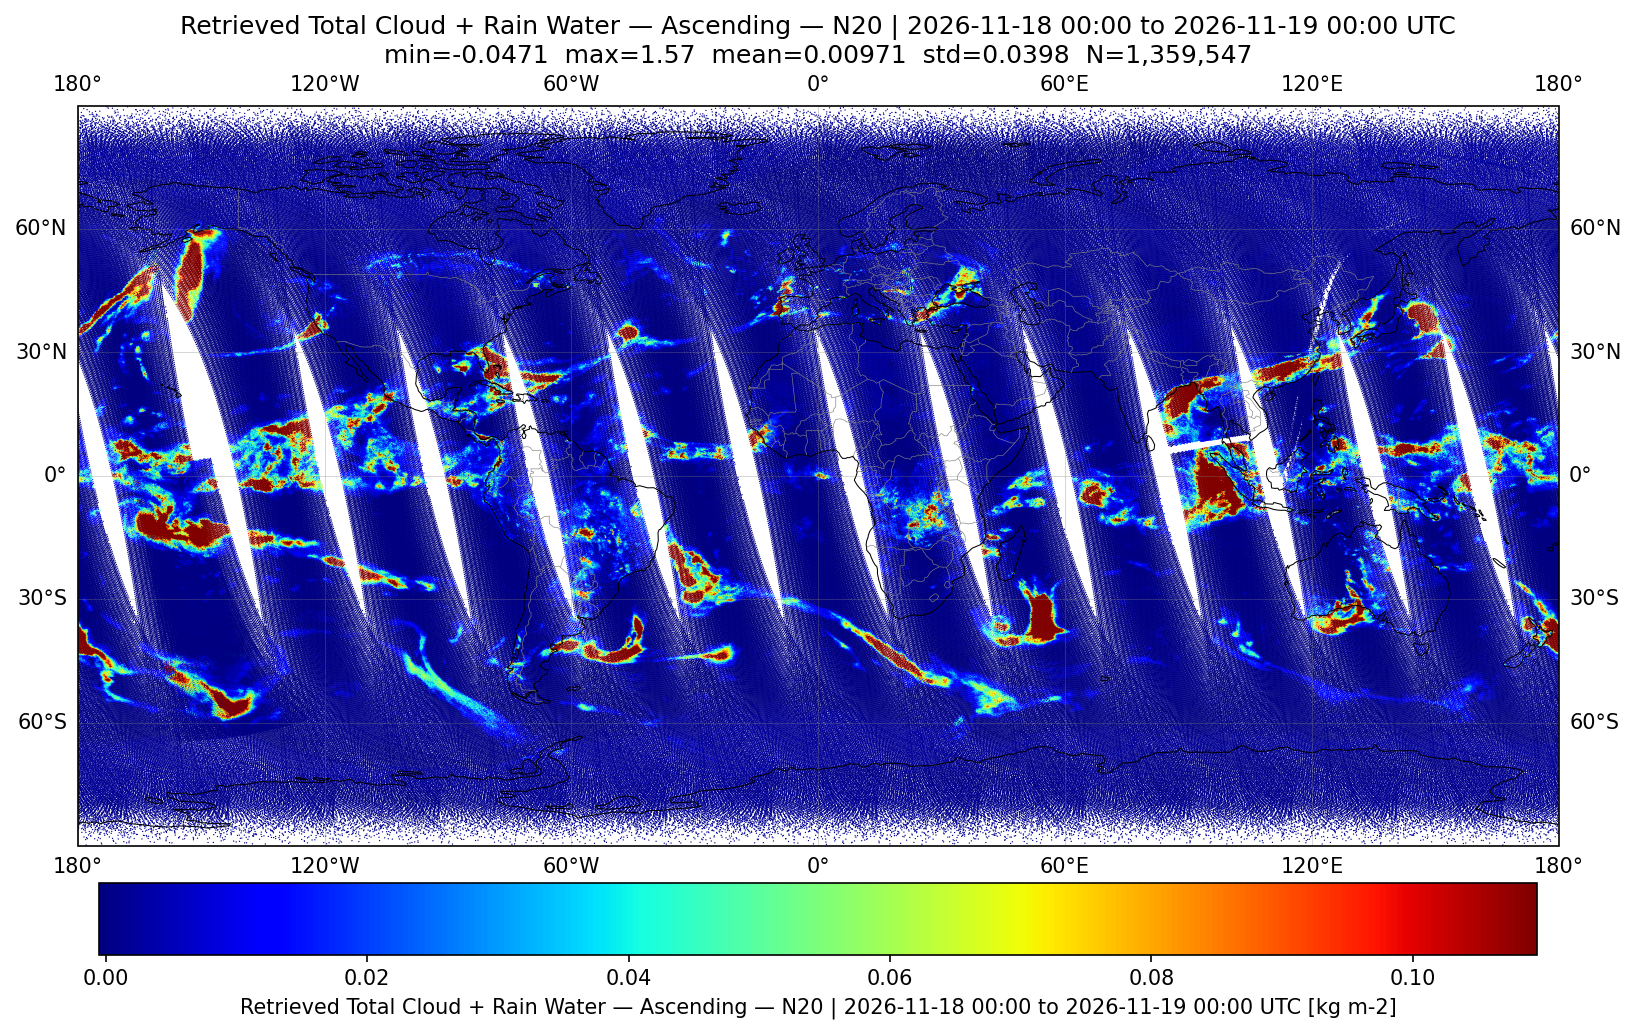 Retrieved Total Cloud + Rain Water — Ascending — N20 | 2026-11-18 00:00 to 2026-11-19 00:00 UTC
min=-0.0471 max=1.57 mean=0.00971 std=0.0398 N=1,359,547
180° 120°W 60°W 0° 60°E 120°E 180°
60°N 60°N
30°N 30°N
0° 0°
30°S 30°S
60°S 60°S
180° 120°W 60°W 0° 60°E 120°E 180°
0.00 0.02 0.04 0.06 0.08 0.10
Retrieved Total Cloud + Rain Water — Ascending — N20 | 2026-11-18 00:00 to 2026-11-19 00:00 UTC [kg m-2]